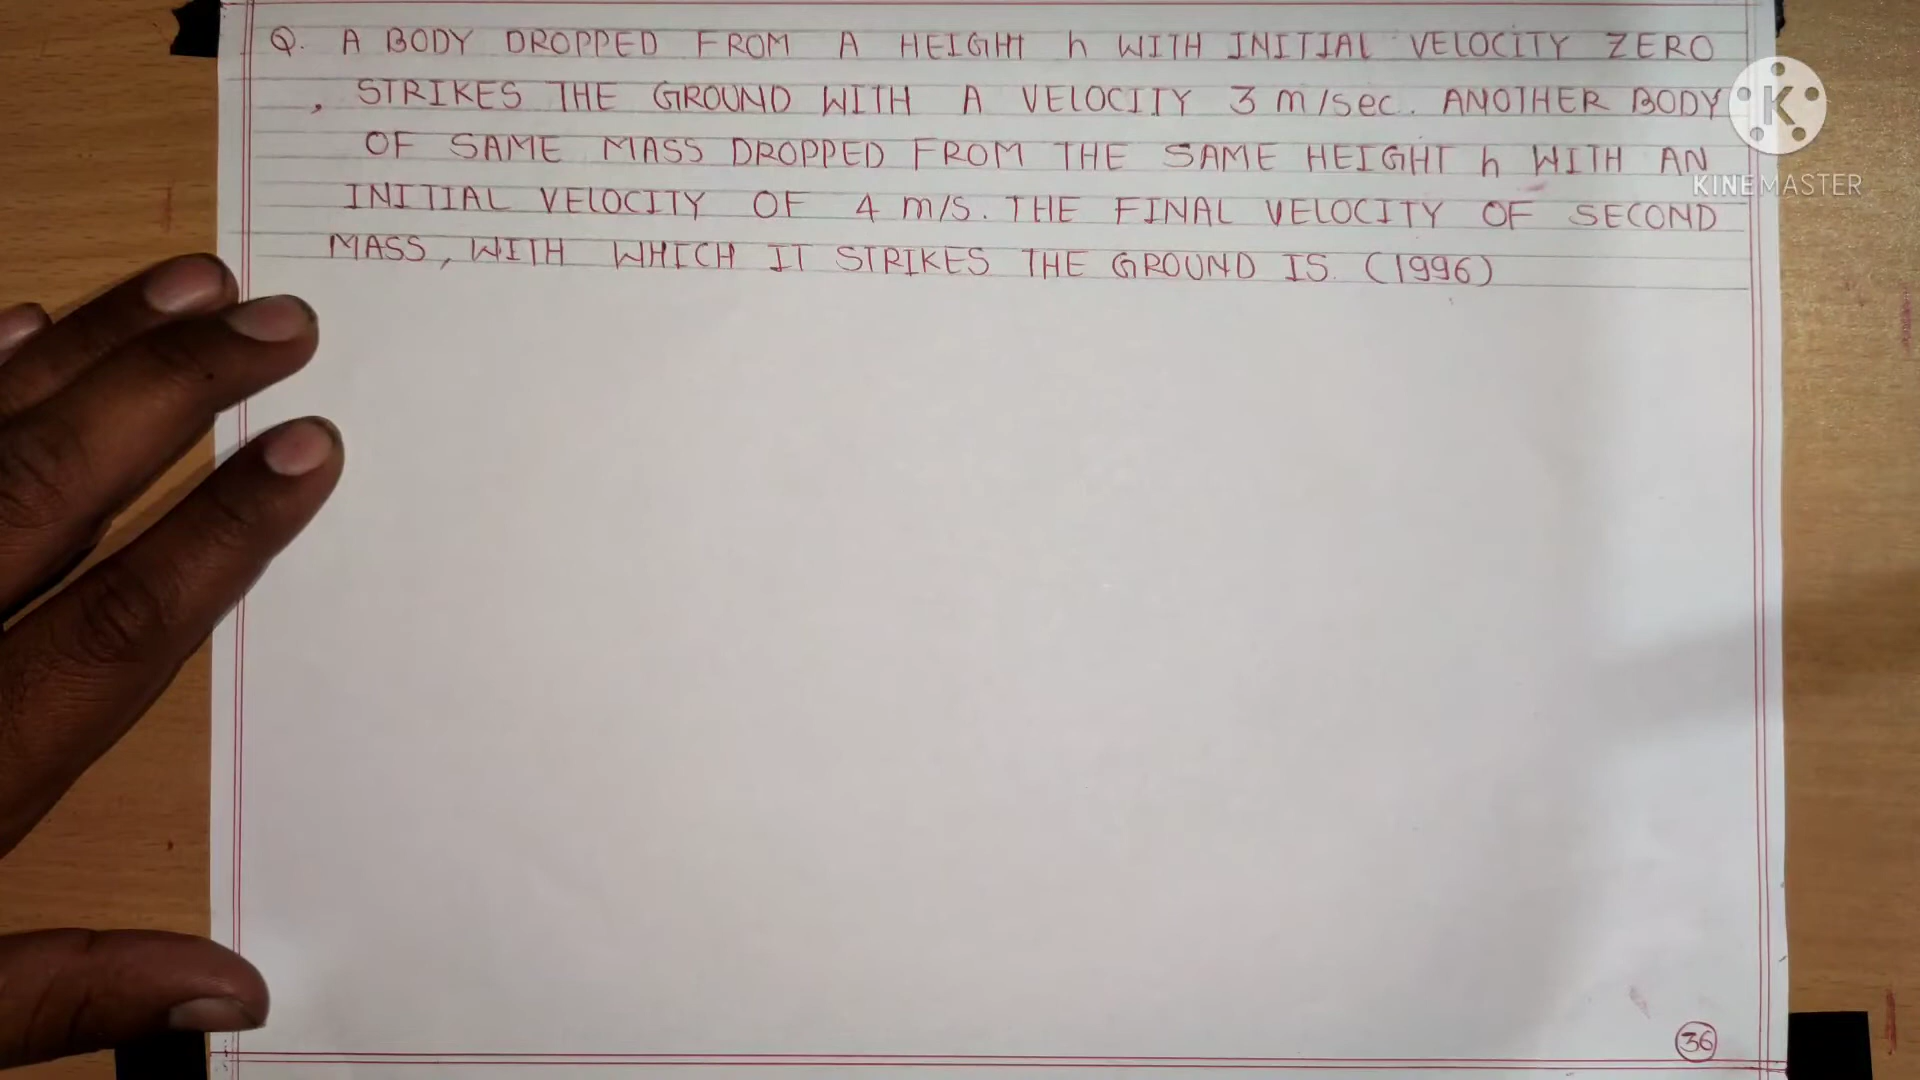 Q. A BODY DROPPED FROM A HEIGHT h WITH INITIAL VELOCITY ZERO
, STRIKES THE GROUND WITH A VELOCITY 3 m/sec. ANOTHER BODY
OF SAME MASS DROPPED FROM THE SAME HEIGHT h WITH AN
INITIAL VELOCITY OF 4 m/s. THE FINAL VELOCITY OF SECOND
MASS, WITH WHICH IT STRIKES THE GROUND IS. (1996)
K
KINEMASTER
36